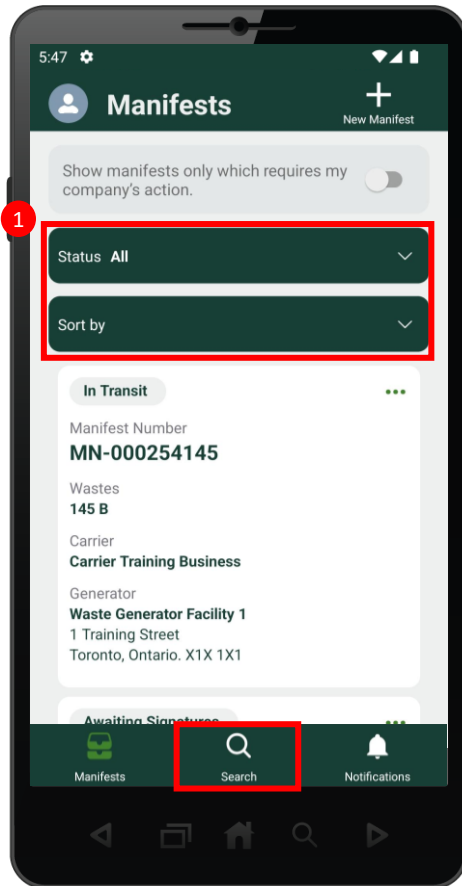 5:47
Manifests
New Manifest
Show manifests only which requires my
company's action.
1
Status All
Sort by
In Transit
Manifest Number
MN-000254145
Wastes
145 B
Carrier
Carrier Training Business
Generator
Waste Generator Facility 1
1 Training Street
Toronto, Ontario. X1X 1X1
Awaiting Signatures
Manifests
Search
Notifications